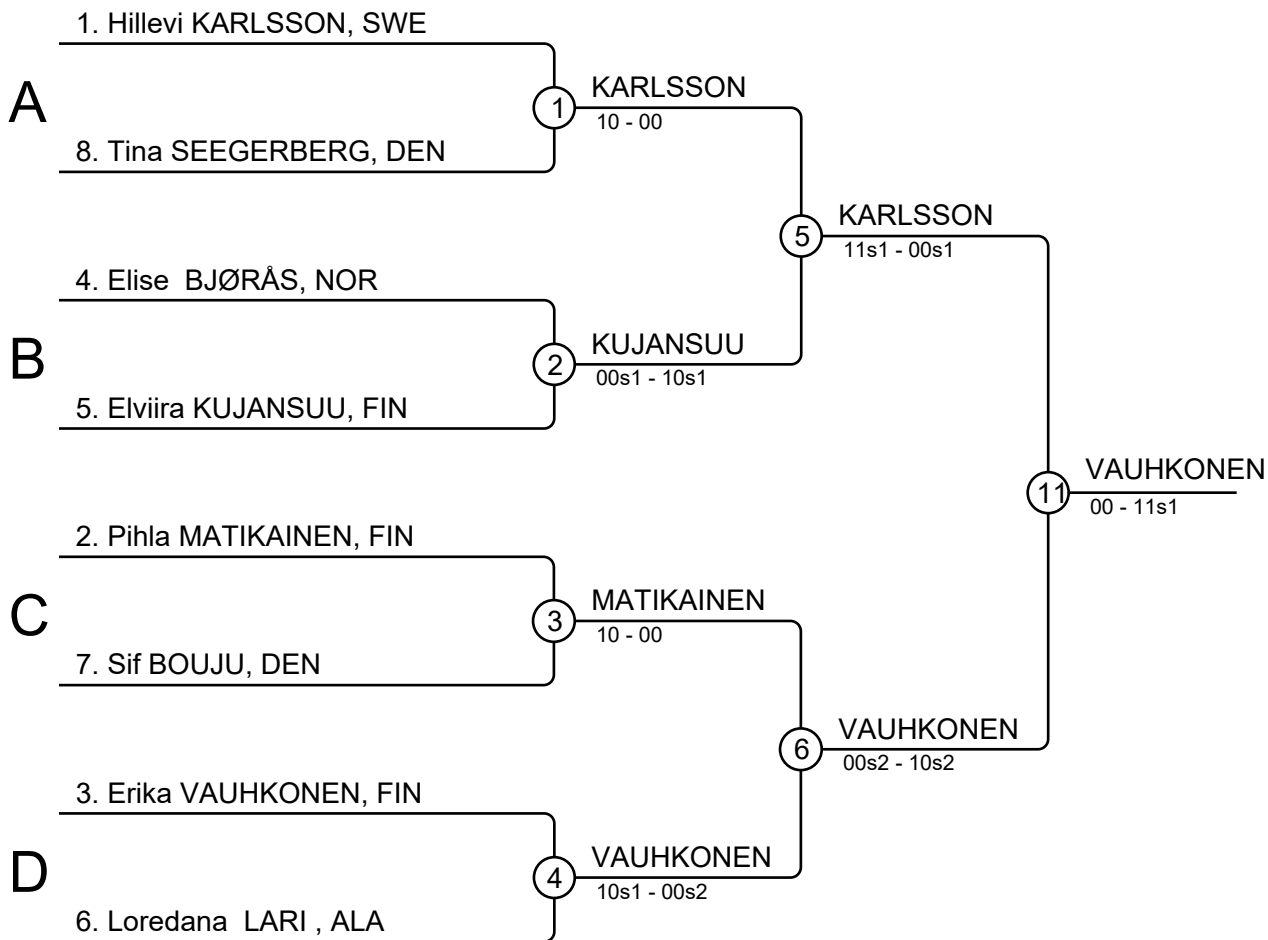 1. Hillevi KARLSSON, SWE
A
1
KARLSSON
10 - 00
8. Tina SEEGERBERG, DEN
5
KARLSSON
11s1 - 00s1
4. Elise  BJØRÅS, NOR
B
2
KUJANSUU
00s1 - 10s1
5. Elviira KUJANSUU, FIN
11
VAUHKONEN
00 - 11s1
2. Pihla MATIKAINEN, FIN
C
3
MATIKAINEN
10 - 00
7. Sif BOUJU, DEN
6
VAUHKONEN
00s2 - 10s2
3. Erika VAUHKONEN, FIN
D
4
VAUHKONEN
10s1 - 00s2
6. Loredana  LARI , ALA